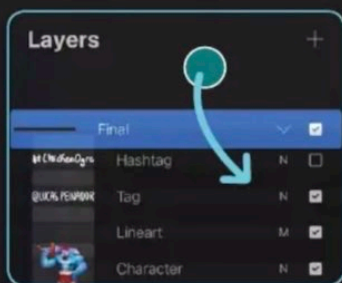 Layers
Final
Hashtag N
Tag N
Lineart M
Character N